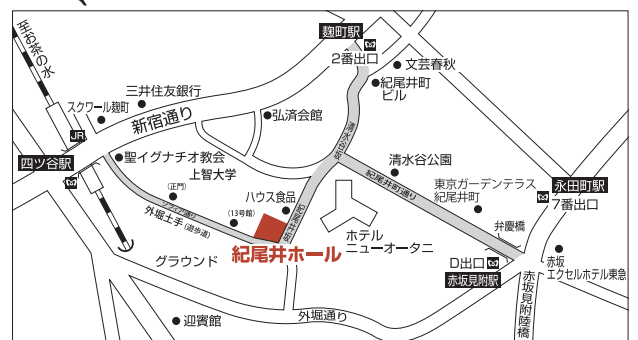 至お茶の水
麹町駅
2番出口
文芸春秋
紀尾井町
ビル
三井住友銀行
スクワール麹町
新宿通り
弘済会館
JR
四ツ谷駅
聖イグナチオ教会
上智大学
清水谷坂
清水谷公園
紀尾井町通り
東京ガーデンテラス
紀尾井町
永田町駅
7番出口
(正門)
ソフィア通り
外堀土手(遊歩道)
(13号館)
ハウス食品
紀尾井坂
紀尾井ホール
ホテル
ニューオータニ
弁慶橋
グラウンド
D出口
赤坂見附駅
赤坂
エクセルホテル東急
赤坂見附陸橋
外堀通り
迎賓館